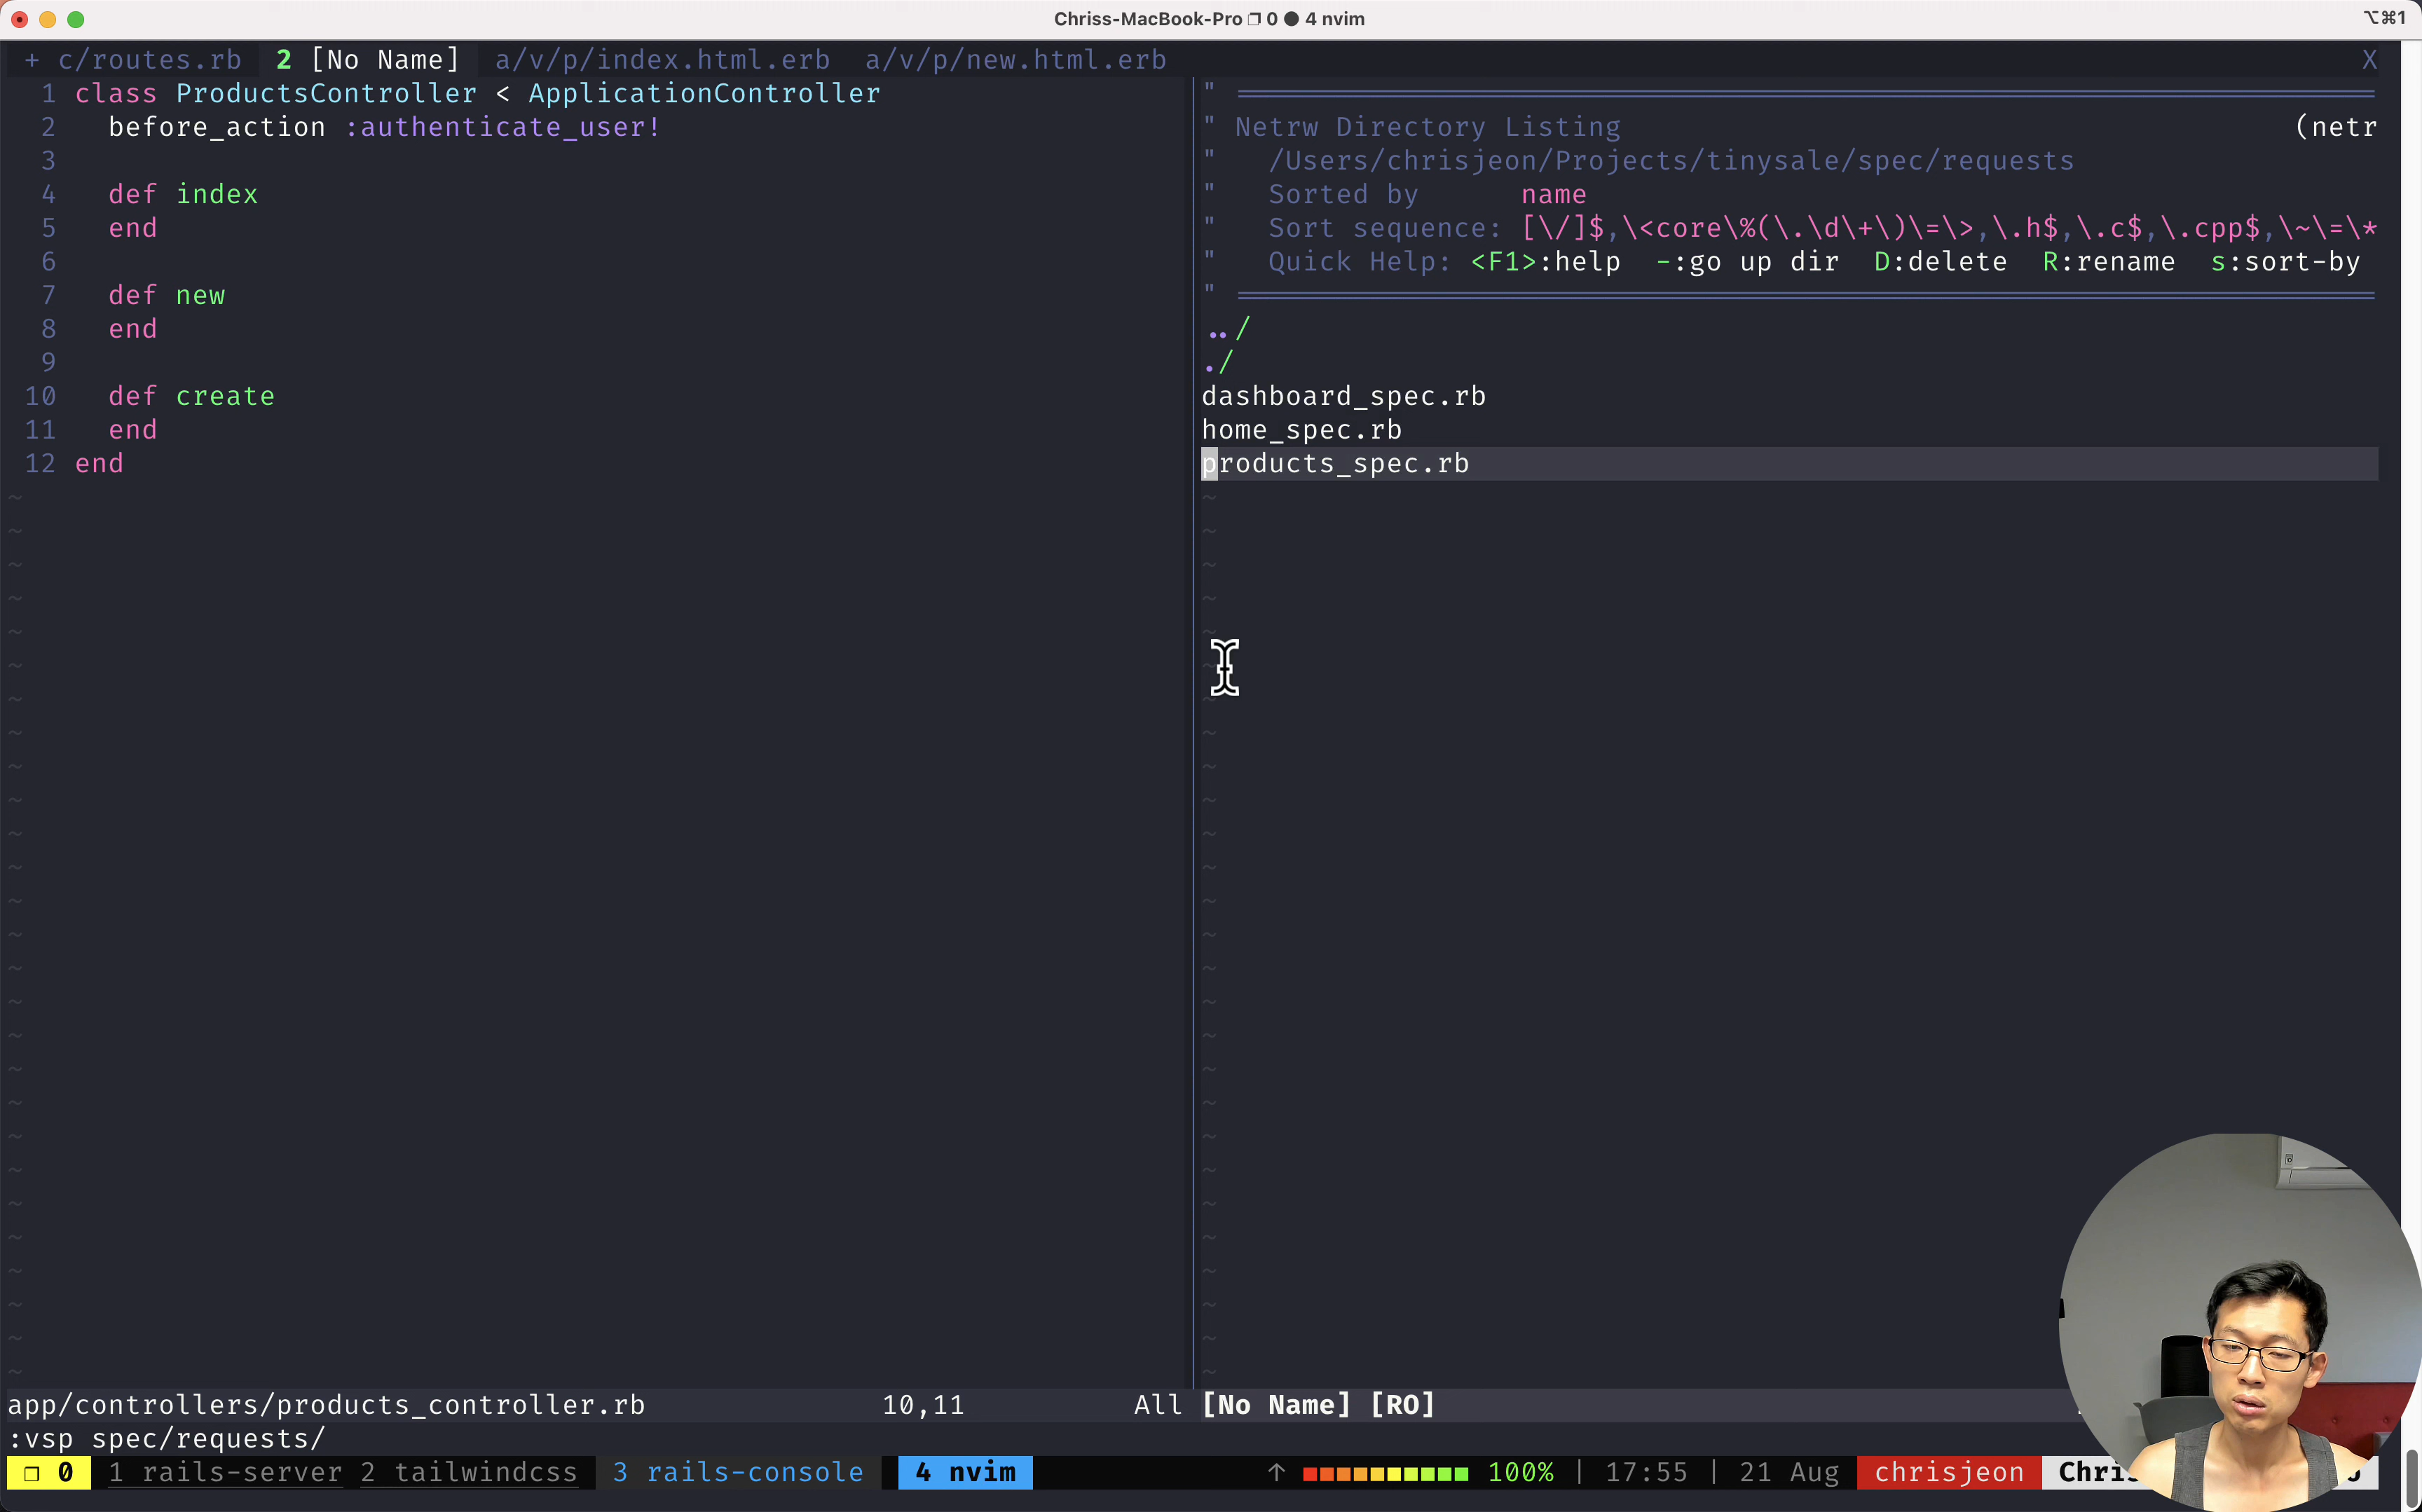 Chriss-MacBook-Pro ❐ 0 ● 4 nvim
⌥⌘1
+ c/routes.rb 2 [No Name] a/v/p/index.html.erb a/v/p/new.html.erb X
1 class ProductsController < ApplicationController
2 before_action :authenticate_user!
3
4 def index
5 end
6
7 def new
8 end
9
10 def create
11 end
12 end
" ============================================
" Netrw Directory Listing (netr
" /Users/chrisjeon/Projects/tinysale/spec/requests
" Sorted by name
" Sort sequence: [\/]$,\<core\%(\.\d\+\)\=\>,\.h$,\.c$,\.cpp$,\~\=\*
" Quick Help: <F1>:help -:go up dir D:delete R:rename s:sort-by
" ============================================
../
./
dashboard_spec.rb
home_spec.rb
products_spec.rb
app/controllers/products_controller.rb 10,11 All
[No Name] [RO]
:vsp spec/requests/
❐ 0 1 rails-server 2 tailwindcss 3 rails-console 4 nvim ↑ 100% | 17:55 | 21 Aug chrisjeon